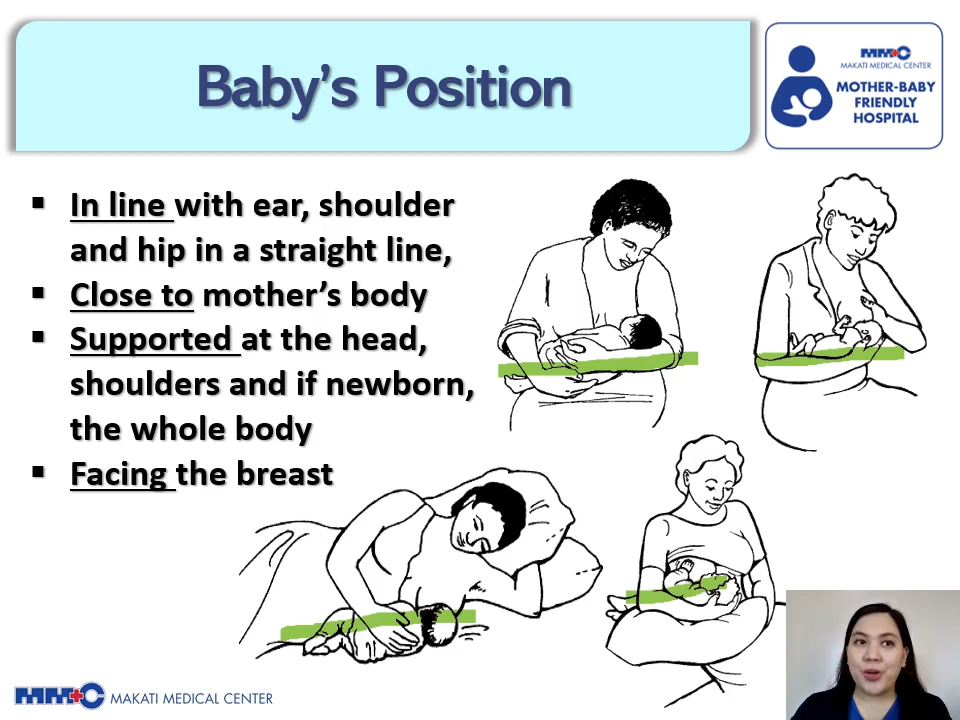 Baby’s Position
MMC
MAKATI MEDICAL CENTER
MOTHER-BABY
FRIENDLY
HOSPITAL
▪ In line with ear, shoulder
and hip in a straight line,
▪ Close to mother’s body
▪ Supported at the head,
shoulders and if newborn,
the whole body
▪ Facing the breast
MMC MAKATI MEDICAL CENTER